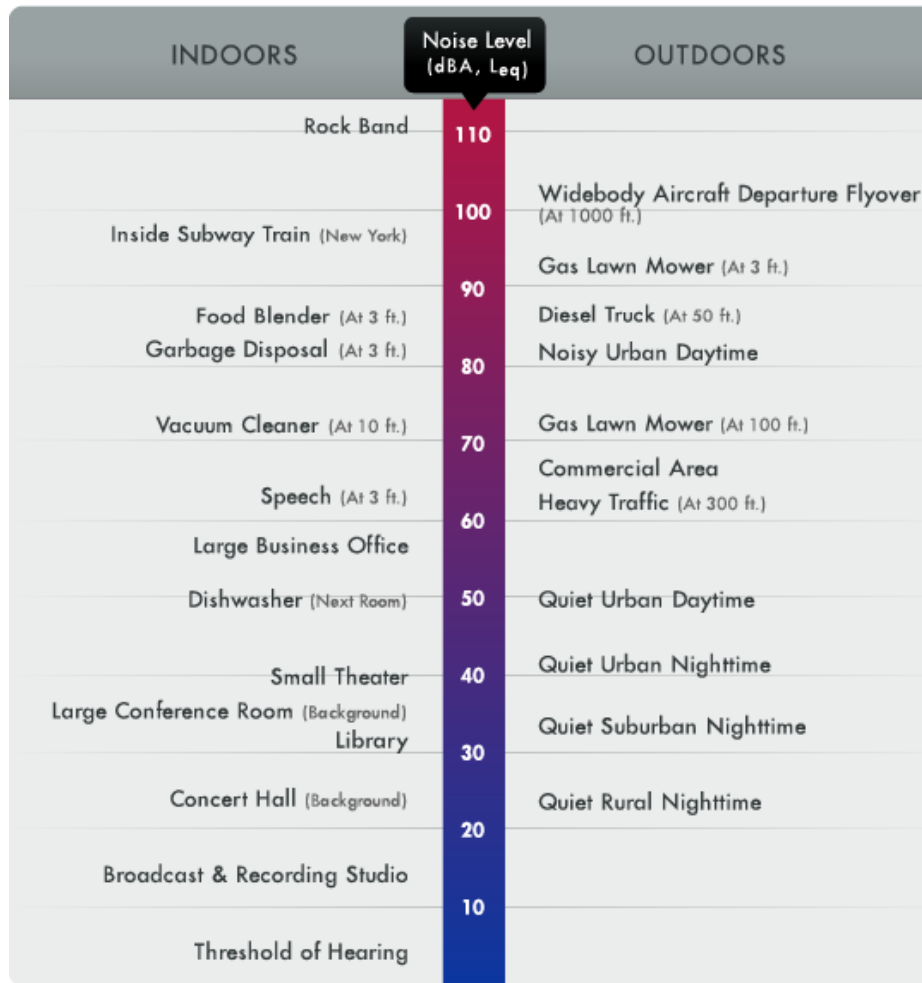 INDOORS
Noise Level
(dBA, Leq)
OUTDOORS
Rock Band
110
Widebody Aircraft Departure Flyover
100
(At 1000 ft.)
Inside Subway Train (New York)
Gas Lawn Mower (At 3 ft.)
90
Food Blender (At 3 ft.)
Diesel Truck (At 50 ft.)
Garbage Disposal (At 3 ft.)
Noisy Urban Daytime
80
Vacuum Cleaner (At 10 ft.)
Gas Lawn Mower (At 100 ft.)
70
Commercial Area
Speech (At 3 ft.)
Heavy Traffic (At 300 ft.)
60
Large Business Office
Dishwasher (Next Room)
50
Quiet Urban Daytime
Quiet Urban Nighttime
Small Theater
40
Large Conference Room (Background)
Quiet Suburban Nighttime
Library
30
Concert Hall (Background)
Quiet Rural Nighttime
20
Broadcast & Recording Studio
10
Threshold of Hearing